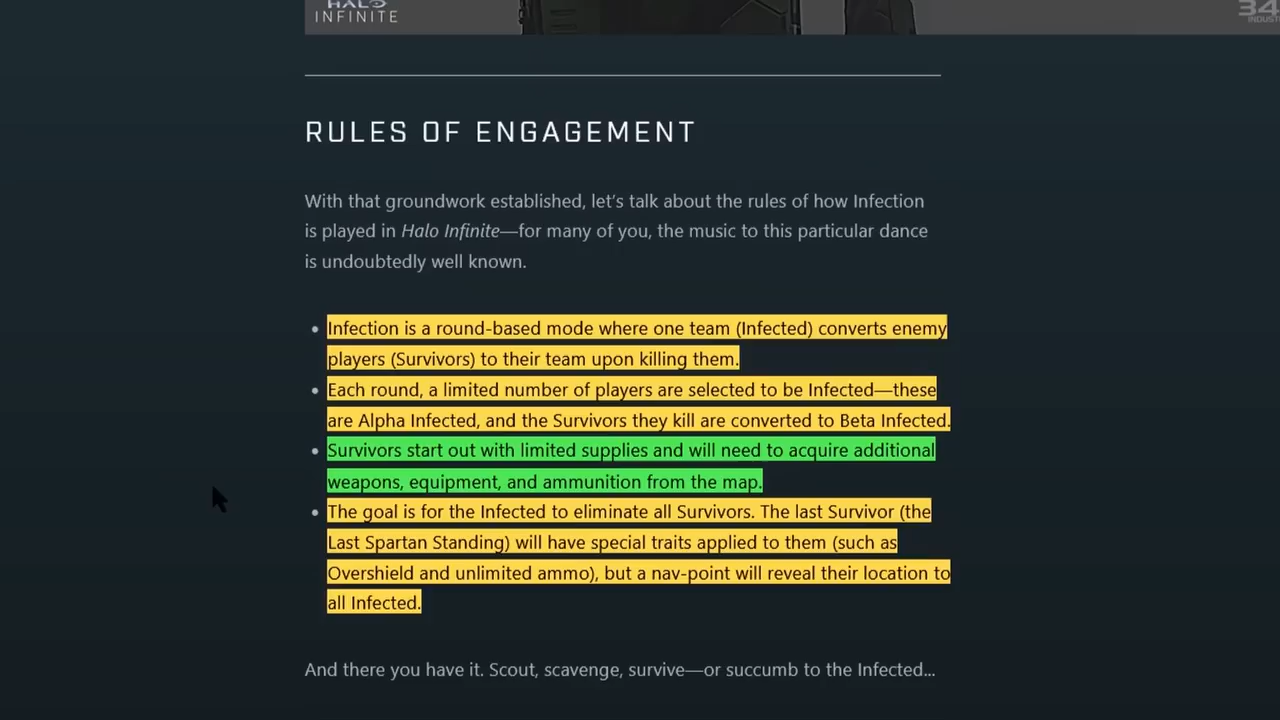 HALO
INFINITE
34
INDUST
RULES OF ENGAGEMENT
With that groundwork established, let's talk about the rules of how Infection
is played in Halo Infinite—for many of you, the music to this particular dance
is undoubtedly well known.
• Infection is a round-based mode where one team (Infected) converts enemy
players (Survivors) to their team upon killing them.
• Each round, a limited number of players are selected to be Infected—these
are Alpha Infected, and the Survivors they kill are converted to Beta Infected.
• Survivors start out with limited supplies and will need to acquire additional
weapons, equipment, and ammunition from the map.
• The goal is for the Infected to eliminate all Survivors. The last Survivor (the
Last Spartan Standing) will have special traits applied to them (such as
Overshield and unlimited ammo), but a nav-point will reveal their location to
all Infected.
And there you have it. Scout, scavenge, survive—or succumb to the Infected...